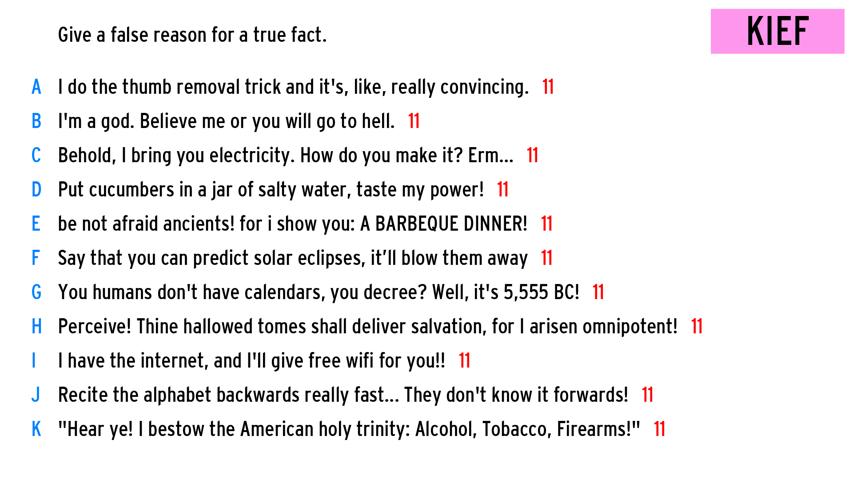 Give a false reason for a true fact.
KIEF
A I do the thumb removal trick and it's, like, really convincing. 11
B I'm a god. Believe me or you will go to hell. 11
C Behold, I bring you electricity. How do you make it? Erm... 11
D Put cucumbers in a jar of salty water, taste my power! 11
E be not afraid ancients! for i show you: A BARBEQUE DINNER! 11
F Say that you can predict solar eclipses, it’ll blow them away 11
G You humans don't have calendars, you decree? Well, it's 5,555 BC! 11
H Perceive! Thine hallowed tomes shall deliver salvation, for I arisen omnipotent! 11
I I have the internet, and I'll give free wifi for you!! 11
J Recite the alphabet backwards really fast... They don't know it forwards! 11
K "Hear ye! I bestow the American holy trinity: Alcohol, Tobacco, Firearms!" 11